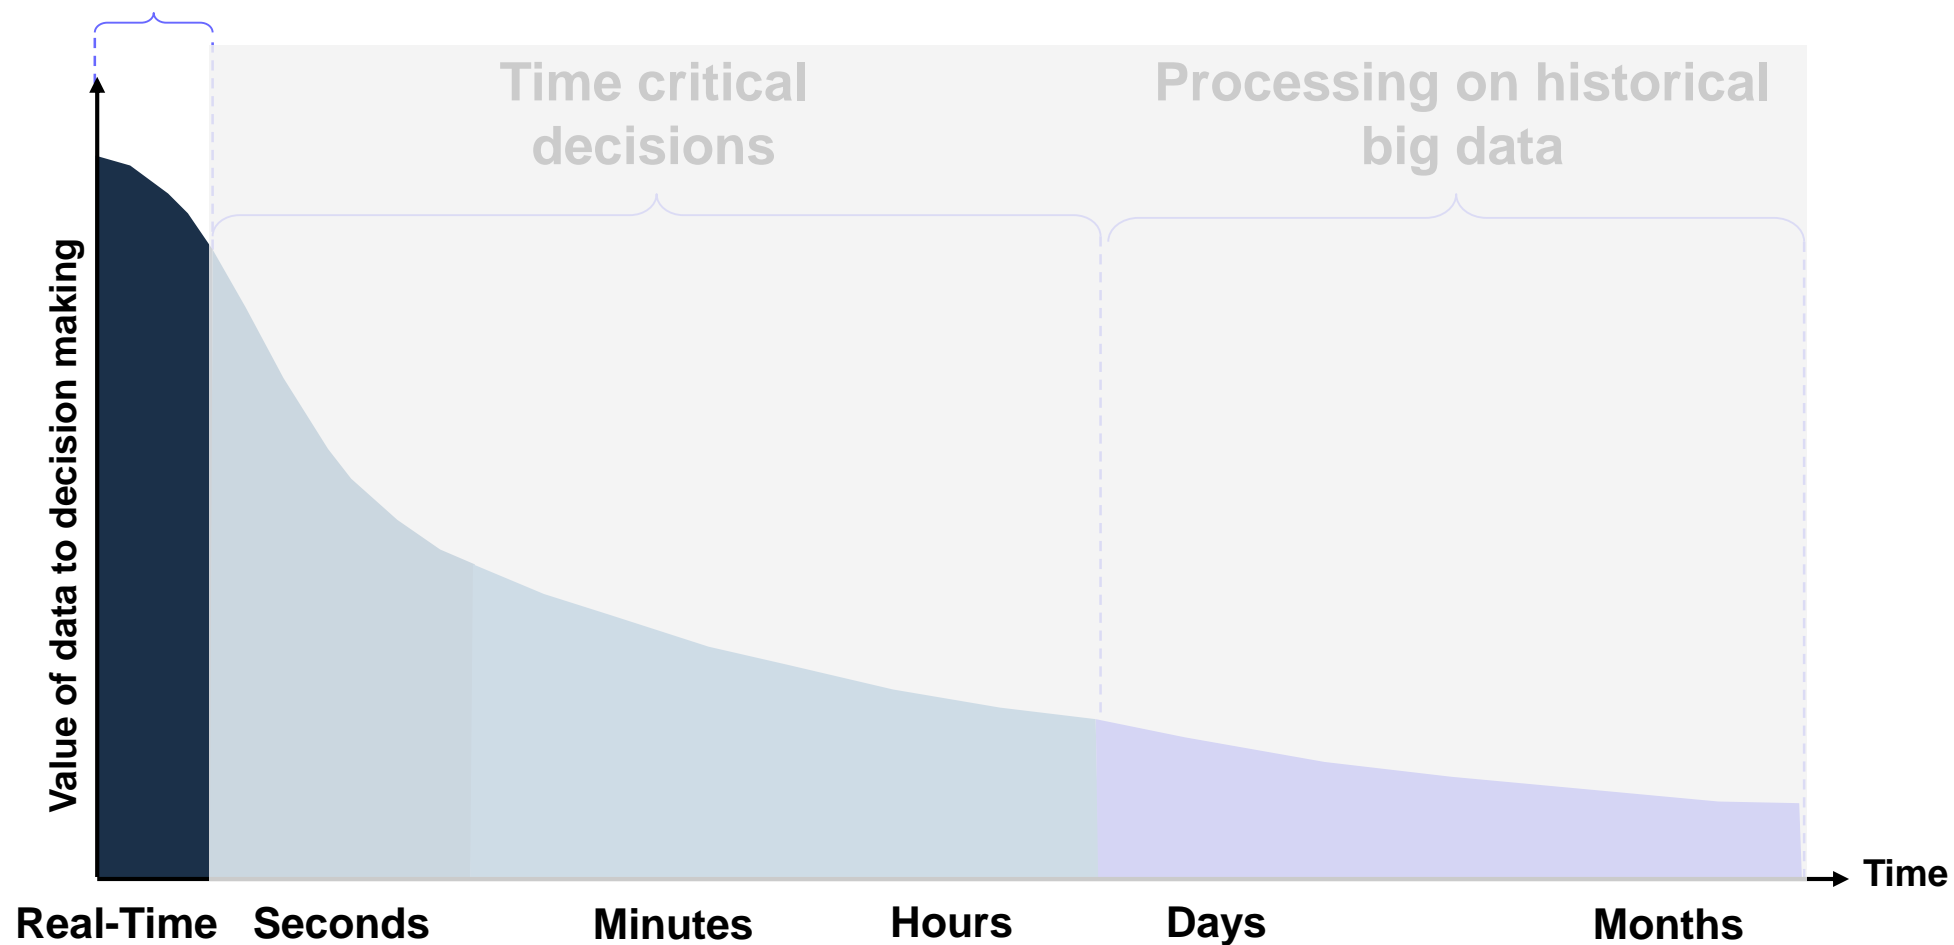 Time critical
decisions
Processing on historical
big data
Value of data to decision making
Time
Real-Time
Seconds
Minutes
Hours
Days
Months